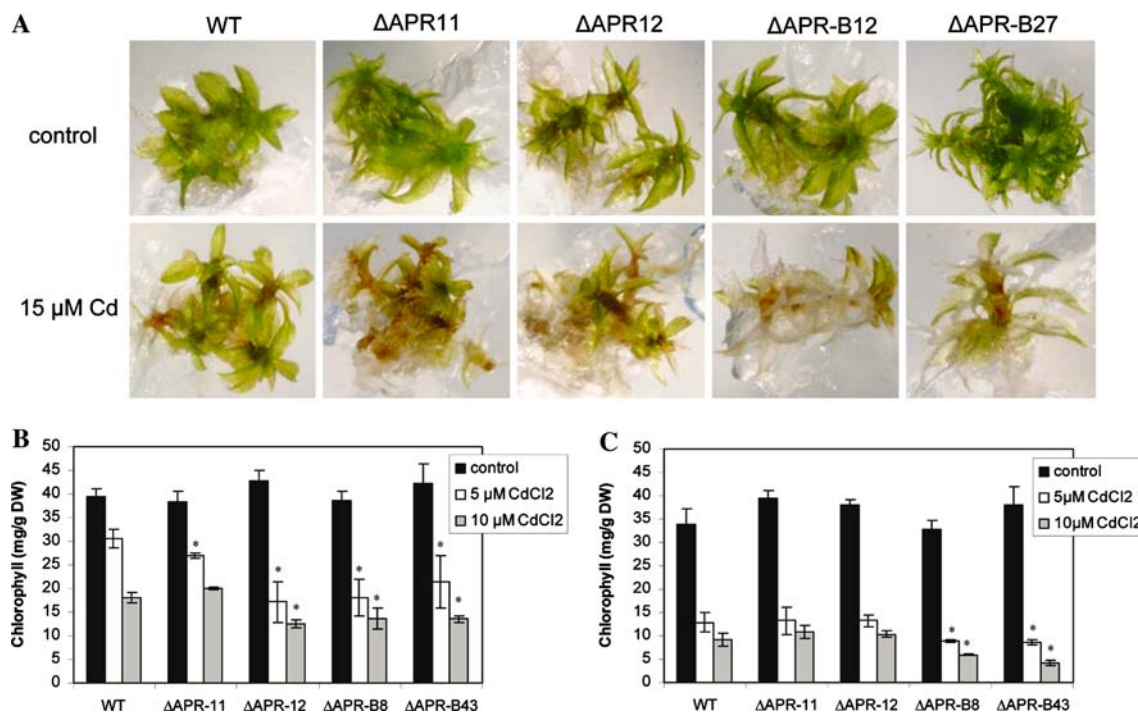 A WT ΔAPR11 ΔAPR12 ΔAPR-B12 ΔAPR-B27
control
15 µM Cd
B
Chlorophyll (mg/g DW)
50
45
40
35
30
25
20
15
10
5
0
control
5 µM CdCl2
10 µM CdCl2
* * * * * * *
WT ΔAPR-11 ΔAPR-12 ΔAPR-B8 ΔAPR-B43
C
Chlorophyll (mg/g DW)
50
45
40
35
30
25
20
15
10
5
0
control
5µM CdCl2
10µM CdCl2
* * * *
WT ΔAPR-11 ΔAPR-12 ΔAPR-B8 ΔAPR-B43